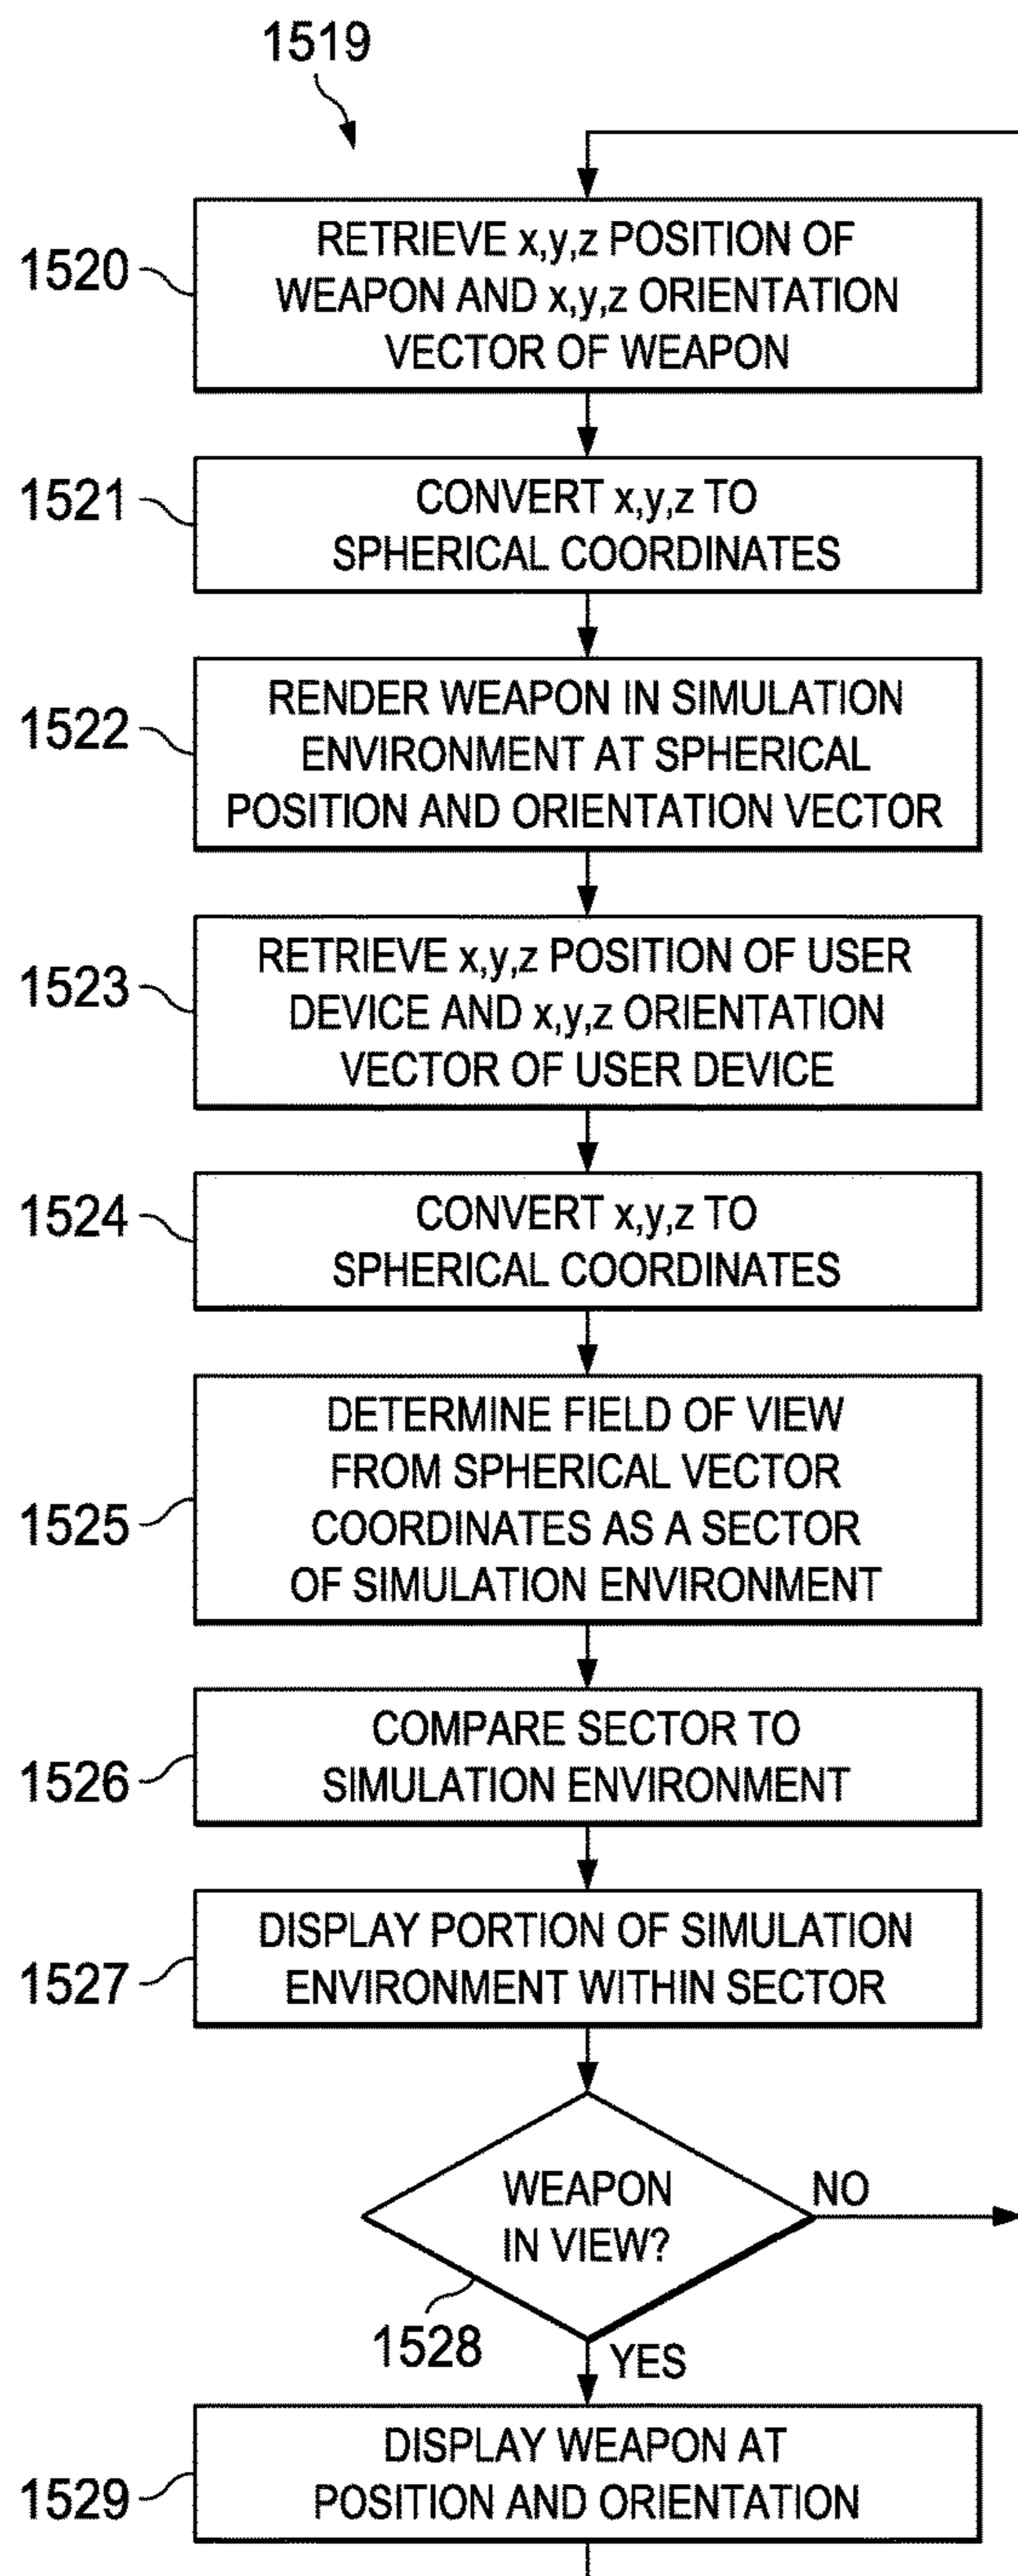 1519
1520
RETRIEVE x,y,z POSITION OF
WEAPON AND x,y,z ORIENTATION
VECTOR OF WEAPON
1521
CONVERT x,y,z TO
SPHERICAL COORDINATES
1522
RENDER WEAPON IN SIMULATION
ENVIRONMENT AT SPHERICAL
POSITION AND ORIENTATION VECTOR
1523
RETRIEVE x,y,z POSITION OF USER
DEVICE AND x,y,z ORIENTATION
VECTOR OF USER DEVICE
1524
CONVERT x,y,z TO
SPHERICAL COORDINATES
1525
DETERMINE FIELD OF VIEW
FROM SPHERICAL VECTOR
COORDINATES AS A SECTOR
OF SIMULATION ENVIRONMENT
1526
COMPARE SECTOR TO
SIMULATION ENVIRONMENT
1527
DISPLAY PORTION OF SIMULATION
ENVIRONMENT WITHIN SECTOR
WEAPON
IN VIEW?
NO
1528
YES
1529
DISPLAY WEAPON AT
POSITION AND ORIENTATION